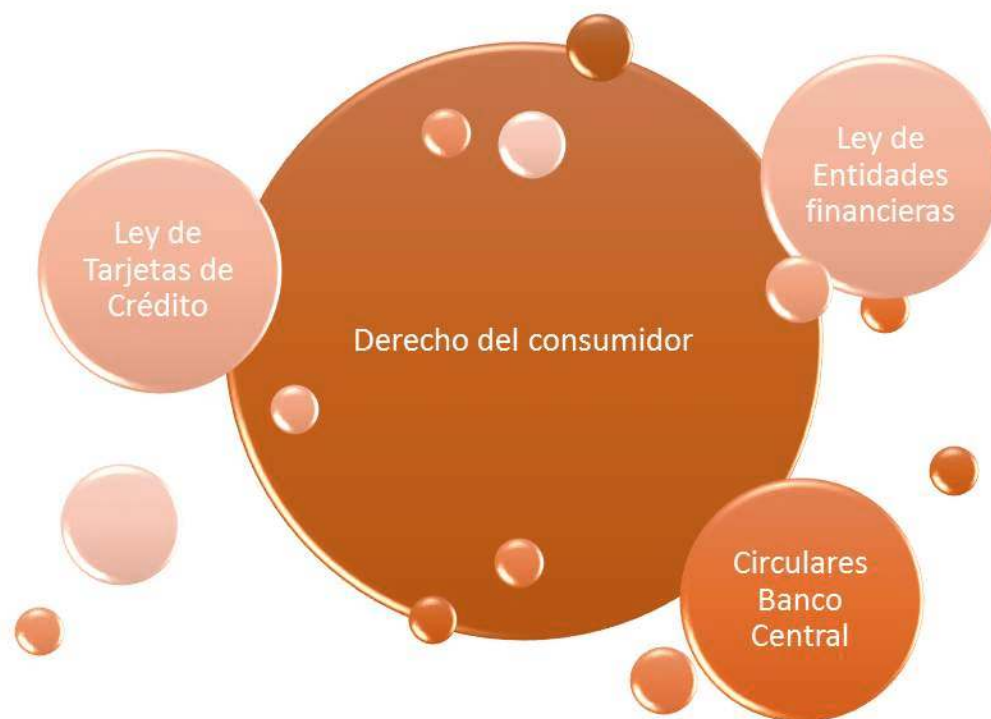 Ley de
Entidades
financieras
Ley de
Tarjetas de
Crédito
Derecho del consumidor
Circulares
Banco
Central